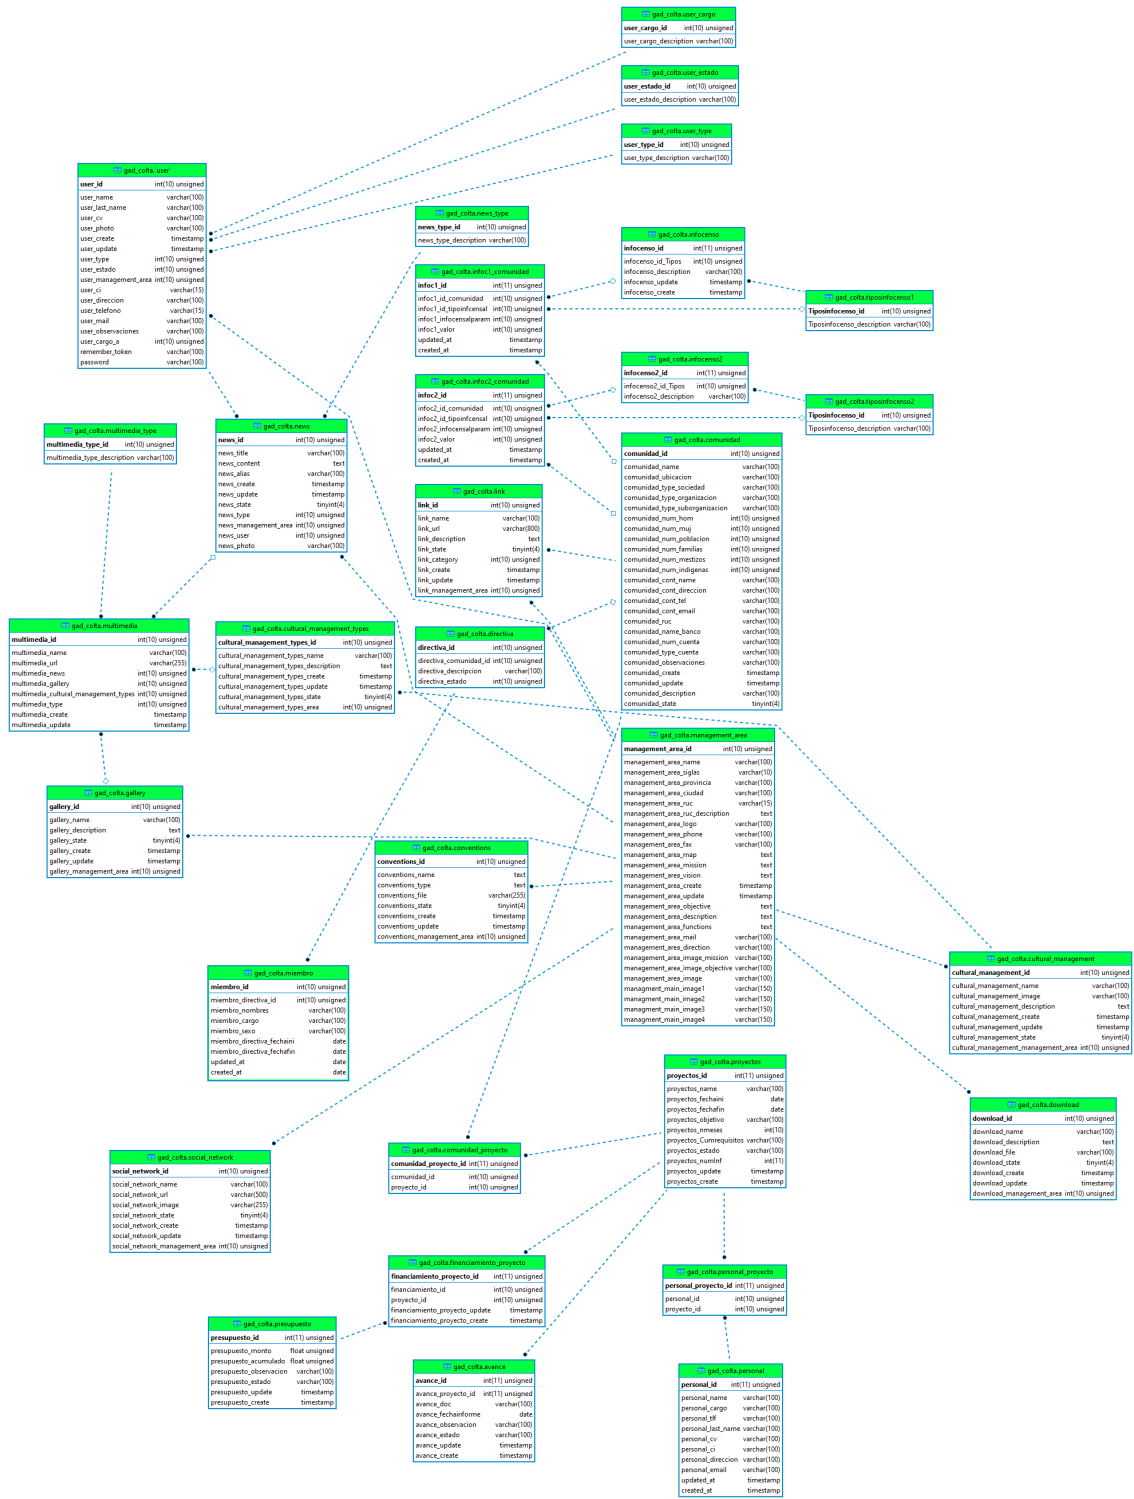 gad_colta.user_cargo
user_cargo_id int(10) unsigned
user_cargo_description varchar(100)
gad_colta.user_estado
user_estado_id int(10) unsigned
user_estado_description varchar(100)
gad_colta.user_type
user_type_id int(10) unsigned
user_type_description varchar(100)
gad_colta.`user`
user_id int(10) unsigned
user_name varchar(100)
user_last_name varchar(100)
user_cv varchar(100)
user_photo varchar(100)
user_create timestamp
user_update timestamp
user_type int(10) unsigned
user_estado int(10) unsigned
user_management_area int(10) unsigned
user_ci varchar(15)
user_direccion varchar(100)
user_telefono varchar(15)
user_mail varchar(100)
user_observaciones varchar(100)
user_cargo_a int(10) unsigned
remember_token varchar(100)
password varchar(100)
gad_colta.news_type
news_type_id int(10) unsigned
news_type_description varchar(100)
gad_colta.infocenso
infocenso_id int(11) unsigned
infocenso_id_Tipos int(10) unsigned
infocenso_description varchar(100)
infocenso_update timestamp
infocenso_create timestamp
gad_colta.infoc1_comunidad
infoc1_id int(11) unsigned
infoc1_id_comunidad int(10) unsigned
infoc1_id_tipoinfcensal int(10) unsigned
infoc1_infocensalparam int(10) unsigned
infoc1_valor int(10) unsigned
updated_at timestamp
created_at timestamp
gad_colta.tiposinfocenso1
Tiposinfocenso_id int(10) unsigned
Tiposinfocenso_description varchar(100)
gad_colta.infocenso2
infocenso2_id int(11) unsigned
infocenso2_id_Tipos int(10) unsigned
infocenso2_description varchar(100)
gad_colta.infoc2_comunidad
infoc2_id int(11) unsigned
infoc2_id_comunidad int(10) unsigned
infoc2_id_tipoinfcensal int(10) unsigned
infoc2_infocensalparam int(10) unsigned
infoc2_valor int(10) unsigned
updated_at timestamp
created_at timestamp
gad_colta.tiposinfocenso2
Tiposinfocenso_id int(10) unsigned
Tiposinfocenso_description varchar(100)
gad_colta.multimedia_type
multimedia_type_id int(10) unsigned
multimedia_type_description varchar(100)
gad_colta.news
news_id int(10) unsigned
news_title varchar(100)
news_content text
news_alias varchar(100)
news_create timestamp
news_update timestamp
news_state tinyint(4)
news_type int(10) unsigned
news_management_area int(10) unsigned
news_user int(10) unsigned
news_photo varchar(100)
gad_colta.comunidad
comunidad_id int(10) unsigned
comunidad_name varchar(100)
comunidad_ubicacion varchar(100)
comunidad_type_sociedad varchar(100)
comunidad_type_organizacion varchar(100)
comunidad_type_suborganizacion varchar(100)
comunidad_num_hom int(10) unsigned
comunidad_num_muj int(10) unsigned
comunidad_num_poblacion int(10) unsigned
comunidad_num_familias int(10) unsigned
comunidad_num_mestizos int(10) unsigned
comunidad_num_indigenas int(10) unsigned
comunidad_cont_name varchar(100)
comunidad_cont_direccion varchar(100)
comunidad_cont_tel varchar(100)
comunidad_cont_email varchar(100)
comunidad_ruc varchar(100)
comunidad_name_banco varchar(100)
comunidad_num_cuenta varchar(100)
comunidad_type_cuenta varchar(100)
comunidad_observaciones varchar(100)
comunidad_create timestamp
comunidad_update timestamp
comunidad_description varchar(100)
comunidad_state tinyint(4)
gad_colta.link
link_id int(10) unsigned
link_name varchar(100)
link_url varchar(800)
link_description text
link_state tinyint(4)
link_category int(10) unsigned
link_create timestamp
link_update timestamp
link_management_area int(10) unsigned
gad_colta.multimedia
multimedia_id int(10) unsigned
multimedia_name varchar(100)
multimedia_url varchar(255)
multimedia_news int(10) unsigned
multimedia_gallery int(10) unsigned
multimedia_cultural_management_types int(10) unsigned
multimedia_type int(10) unsigned
multimedia_create timestamp
multimedia_update timestamp
gad_colta.cultural_management_types
cultural_management_types_id int(10) unsigned
cultural_management_types_name varchar(100)
cultural_management_types_description text
cultural_management_types_create timestamp
cultural_management_types_update timestamp
cultural_management_types_state tinyint(4)
cultural_management_types_area int(10) unsigned
gad_colta.directiva
directiva_id int(10) unsigned
directiva_comunidad_id int(10) unsigned
directiva_descripcion varchar(100)
directiva_estado int(10) unsigned
gad_colta.management_area
management_area_id int(10) unsigned
management_area_name varchar(100)
management_area_siglas varchar(10)
management_area_provincia varchar(100)
management_area_ciudad varchar(100)
management_area_ruc varchar(15)
management_area_ruc_description text
management_area_logo varchar(100)
management_area_phone varchar(100)
management_area_fax varchar(100)
management_area_map text
management_area_mission text
management_area_vision text
management_area_create timestamp
management_area_update timestamp
management_area_objective text
management_area_description text
management_area_functions text
management_area_mail varchar(100)
management_area_direction varchar(100)
management_area_image_mission varchar(100)
management_area_image_objective varchar(100)
management_area_image varchar(100)
managment_main_image1 varchar(150)
managment_main_image2 varchar(150)
managment_main_image3 varchar(150)
managment_main_image4 varchar(150)
gad_colta.gallery
gallery_id int(10) unsigned
gallery_name varchar(100)
gallery_description text
gallery_state tinyint(4)
gallery_create timestamp
gallery_update timestamp
gallery_management_area int(10) unsigned
gad_colta.conventions
conventions_id int(10) unsigned
conventions_name text
conventions_type text
conventions_file varchar(255)
conventions_state tinyint(4)
conventions_create timestamp
conventions_update timestamp
conventions_management_area int(10) unsigned
gad_colta.cultural_management
cultural_management_id int(10) unsigned
cultural_management_name varchar(100)
cultural_management_image varchar(100)
cultural_management_description text
cultural_management_create timestamp
cultural_management_update timestamp
cultural_management_state tinyint(4)
cultural_management_management_area int(10) unsigned
gad_colta.miembro
miembro_id int(10) unsigned
miembro_directiva_id int(10) unsigned
miembro_nombres varchar(100)
miembro_cargo varchar(100)
miembro_sexo varchar(100)
miembro_directiva_fechaini date
miembro_directiva_fechafin date
updated_at date
created_at date
gad_colta.proyectos
proyectos_id int(11) unsigned
proyectos_name varchar(100)
proyectos_fechaini date
proyectos_fechafin date
proyectos_objetivo varchar(100)
proyectos_nmeses int(10)
proyectos_Cumrequisitos varchar(100)
proyectos_estado varchar(100)
proyectos_numInf int(11)
proyectos_update timestamp
proyectos_create timestamp
gad_colta.download
download_id int(10) unsigned
download_name varchar(100)
download_description text
download_file varchar(100)
download_state tinyint(4)
download_create timestamp
download_update timestamp
download_management_area int(10) unsigned
gad_colta.social_network
social_network_id int(10) unsigned
social_network_name varchar(100)
social_network_url varchar(500)
social_network_image varchar(255)
social_network_state tinyint(4)
social_network_create timestamp
social_network_update timestamp
social_network_management_area int(10) unsigned
gad_colta.comunidad_proyecto
comunidad_proyecto_id int(11) unsigned
comunidad_id int(10) unsigned
proyecto_id int(10) unsigned
gad_colta.financiamiento_proyecto
financiamiento_proyecto_id int(11) unsigned
financiamiento_id int(10) unsigned
proyecto_id int(10) unsigned
financiamiento_proyecto_update timestamp
financiamiento_proyecto_create timestamp
gad_colta.personal_proyecto
personal_proyecto_id int(11) unsigned
personal_id int(10) unsigned
proyecto_id int(10) unsigned
gad_colta.presupuesto
presupuesto_id int(11) unsigned
presupuesto_monto float unsigned
presupuesto_acumulado float unsigned
presupuesto_observacion varchar(100)
presupuesto_estado varchar(100)
presupuesto_update timestamp
presupuesto_create timestamp
gad_colta.avance
avance_id int(11) unsigned
avance_proyecto_id int(11) unsigned
avance_doc varchar(100)
avance_fechainforme date
avance_observacion varchar(100)
avance_estado varchar(100)
avance_update timestamp
avance_create timestamp
gad_colta.personal
personal_id int(11) unsigned
personal_name varchar(100)
personal_cargo varchar(100)
personal_tlf varchar(100)
personal_last_name varchar(100)
personal_cv varchar(100)
personal_ci varchar(100)
personal_direccion varchar(100)
personal_email varchar(100)
updated_at timestamp
created_at timestamp